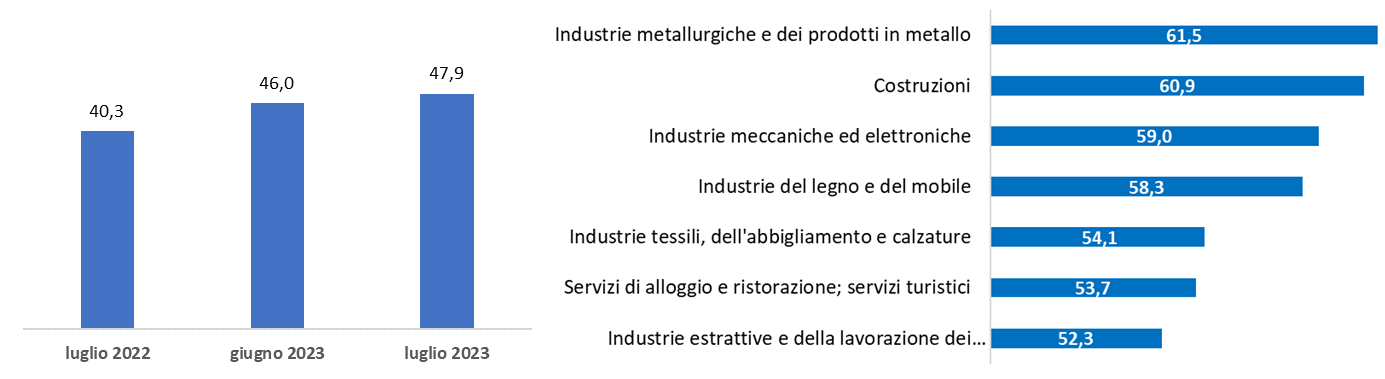 40,3
46,0
47,9
luglio 2022
giugno 2023
luglio 2023
Industrie metallurgiche e dei prodotti in metallo
61,5
Costruzioni
60,9
Industrie meccaniche ed elettroniche
59,0
Industrie del legno e del mobile
58,3
Industrie tessili, dell'abbigliamento e calzature
54,1
Servizi di alloggio e ristorazione; servizi turistici
53,7
Industrie estrattive e della lavorazione dei…
52,3